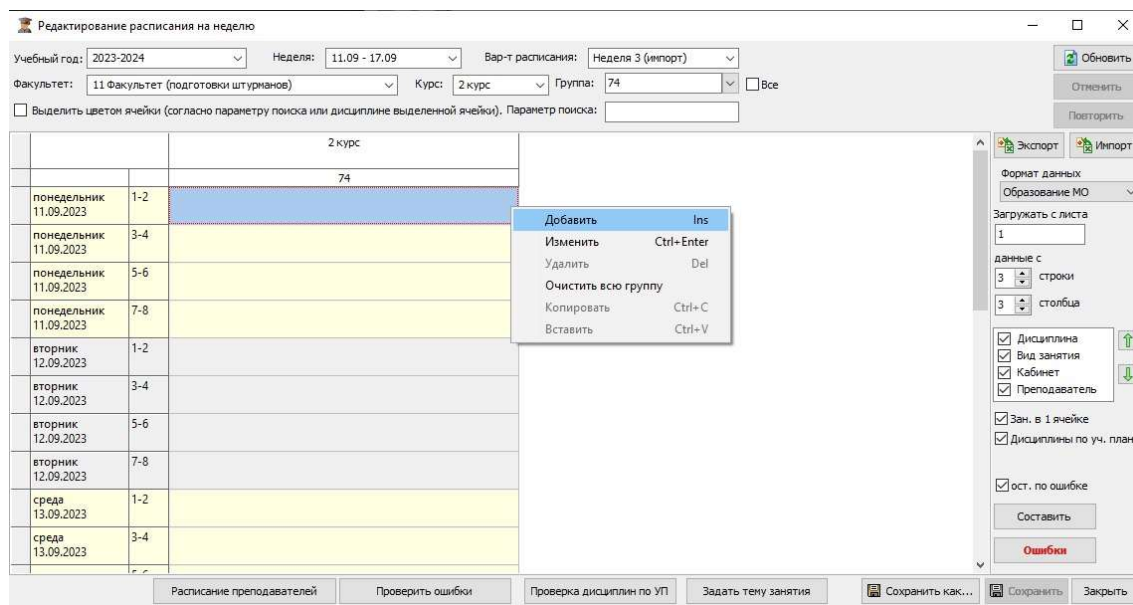 Редактирование расписания на неделю
Учебный год: 2023-2024 Неделя: 11.09 - 17.09 Вар-т расписания: Неделя 3 (импорт) Обновить
Факультет: 11 Факультет (подготовки штурманов) Курс: 2 курс Группа: 74 Все Отменить
Выделить цветом ячейки (согласно параметру поиска или дисциплине выделенной ячейки). Параметр поиска: Повторить
2 курс
74
понедельник 1-2
11.09.2023
понедельник 3-4
11.09.2023
понедельник 5-6
11.09.2023
понедельник 7-8
11.09.2023
вторник 1-2
12.09.2023
вторник 3-4
12.09.2023
вторник 5-6
12.09.2023
вторник 7-8
12.09.2023
среда 1-2
13.09.2023
среда 3-4
13.09.2023
Добавить Ins
Изменить Ctrl+Enter
Удалить Del
Очистить всю группу
Копировать Ctrl+C
Вставить Ctrl+V
Экспорт Импорт
Формат данных
Образование МО
Загружать с листа
1
данные с
3 строки
3 столбца
Дисциплина
Вид занятия
Кабинет
Преподаватель
Зан. в 1 ячейке
Дисциплины по уч. план
ост. по ошибке
Составить
Ошибки
Расписание преподавателей Проверить ошибки Проверка дисциплин по УП Задать тему занятия Сохранить как... Сохранить Закрыть